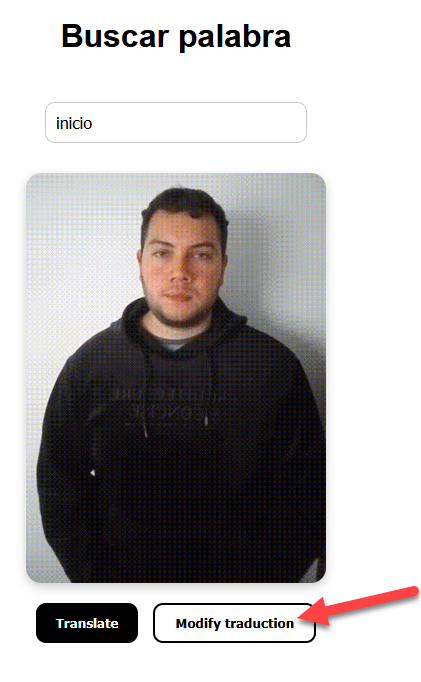 Buscar palabra
inicio
Translate
Modify traduction